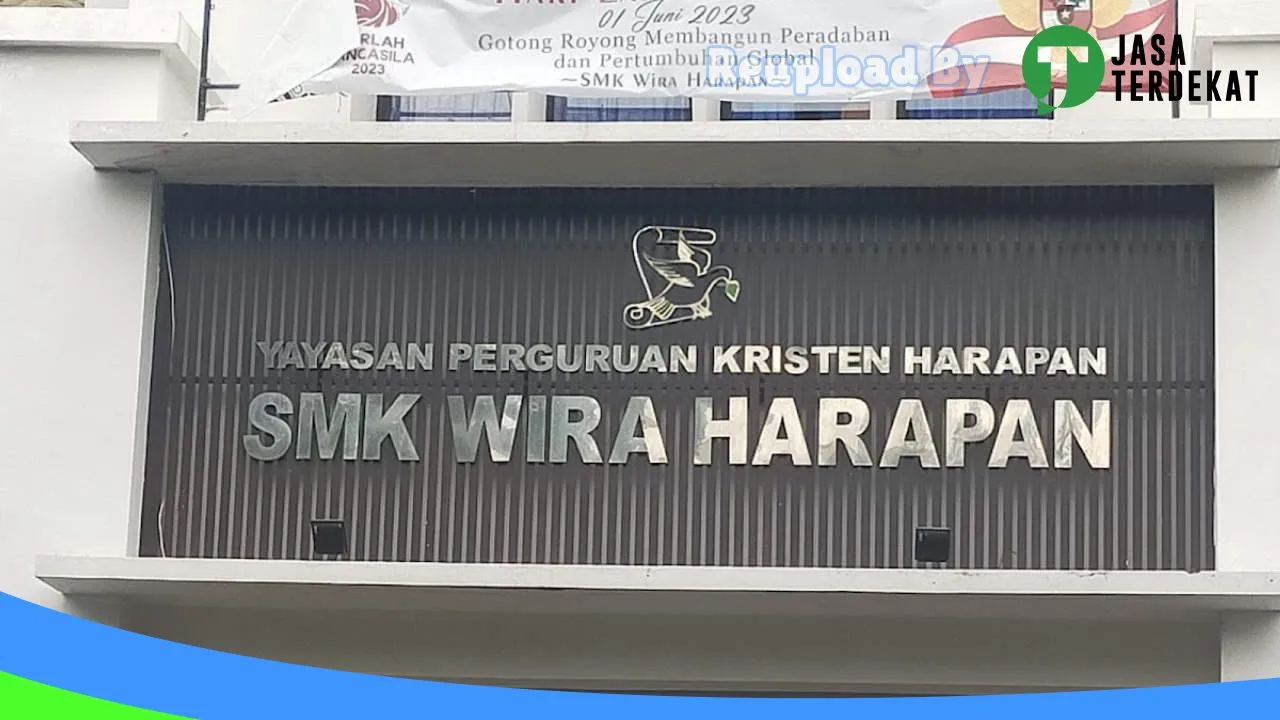 01 Juni 2023
Gotong Royong Membangun Peradaban
dan Pertumbuhan Global
~SMK Wira Harapan
2023
Reupload By
JASA
TERDEKAT
YAYASAN PERGURUAN KRISTEN HARAPAN
SMK WIRA HARAPAN